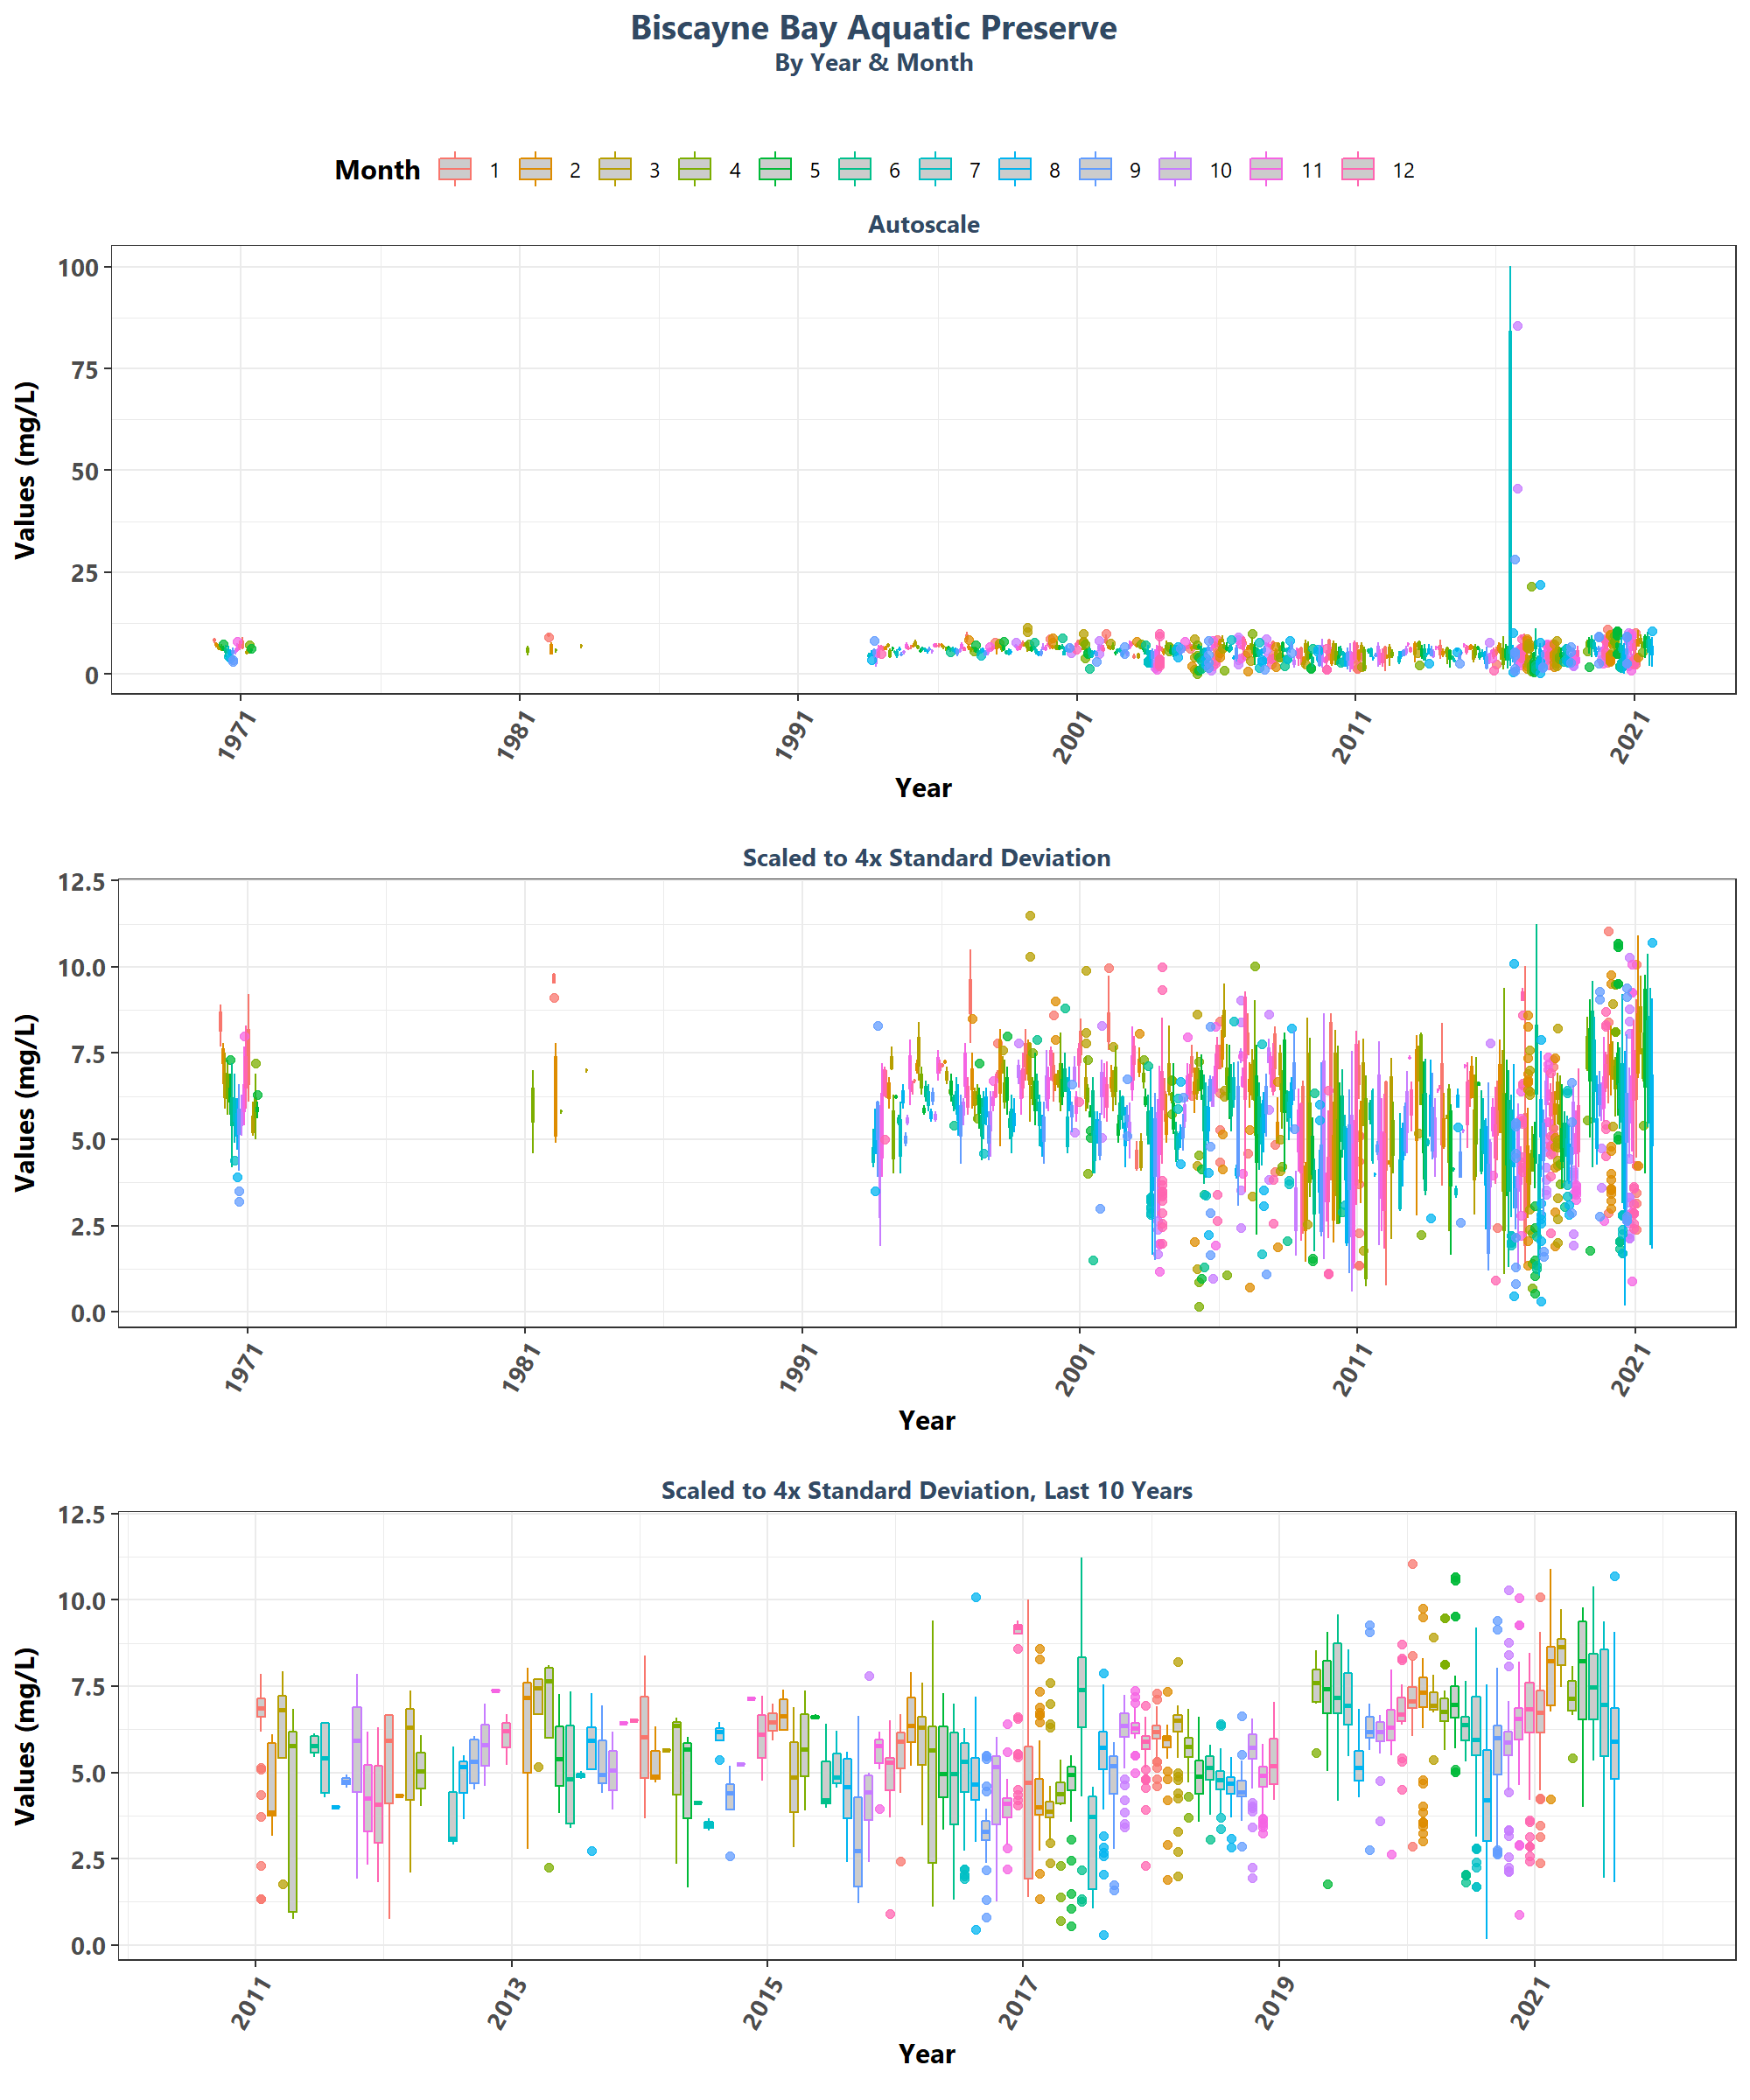 Biscayne Bay Aquatic Preserve
By Year & Month
Month 1 2 3 4 5 6 7 8 9 10 11 12
Autoscale
Values (mg/L)
100
75
50
25
0
1971 1981 1991 2001 2011 2021
Year
Scaled to 4x Standard Deviation
Values (mg/L)
12.5
10.0
7.5
5.0
2.5
0.0
1971 1981 1991 2001 2011 2021
Year
Scaled to 4x Standard Deviation, Last 10 Years
Values (mg/L)
12.5
10.0
7.5
5.0
2.5
0.0
2011 2013 2015 2017 2019 2021
Year